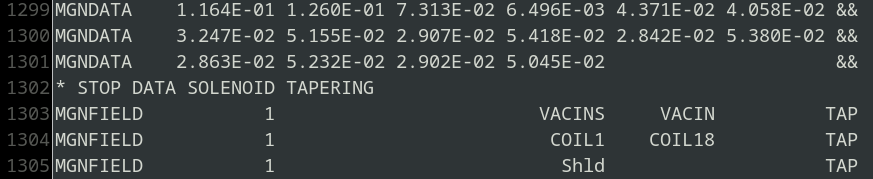 1299 MGNDATA    1.164E-01 1.260E-01 7.313E-02 6.496E-03 4.371E-02 4.058E-02 &&
1300 MGNDATA    3.247E-02 5.155E-02 2.907E-02 5.418E-02 2.842E-02 5.380E-02 &&
1301 MGNDATA    2.863E-02 5.232E-02 2.902E-02 5.045E-02                     &&
1302 * STOP DATA SOLENOID TAPERING
1303 MGNFIELD           1                        VACINS     VACIN          TAP
1304 MGNFIELD           1                         COIL1    COIL18          TAP
1305 MGNFIELD           1                          Shld                    TAP